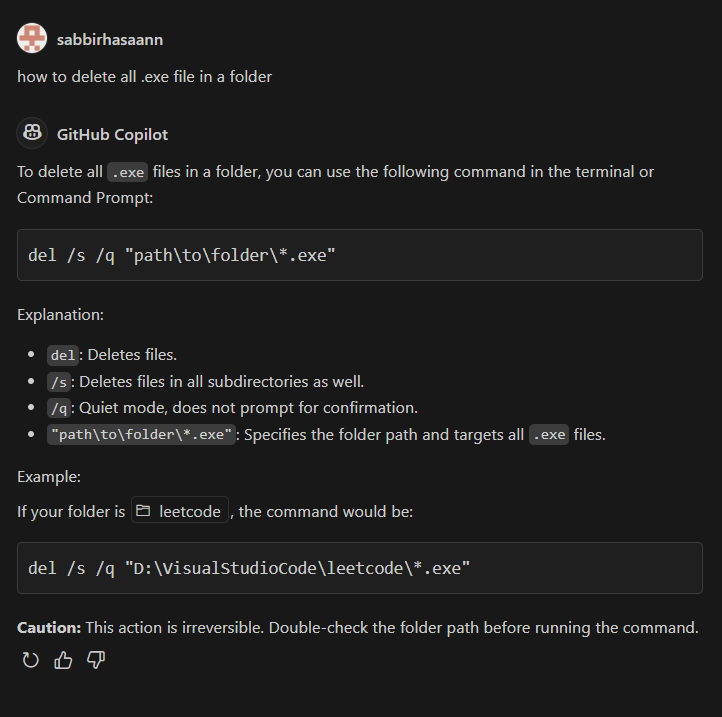 sabbirhasaann
how to delete all .exe file in a folder
GitHub Copilot
To delete all .exe files in a folder, you can use the following command in the terminal or
Command Prompt:
del /s /q "path\to\folder\*.exe"
Explanation:
• del: Deletes files.
• /s: Deletes files in all subdirectories as well.
• /q: Quiet mode, does not prompt for confirmation.
• "path\to\folder\*.exe": Specifies the folder path and targets all .exe files.
Example:
If your folder is leetcode, the command would be:
del /s /q "D:\VisualStudioCode\leetcode\*.exe"
Caution: This action is irreversible. Double-check the folder path before running the command.